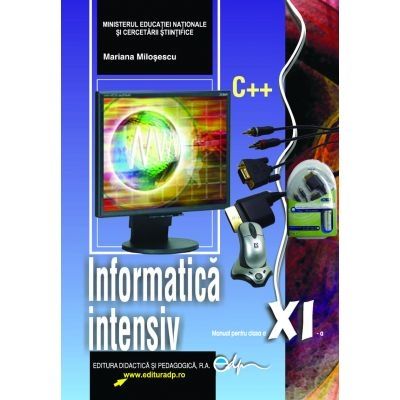 MINISTERUL EDUCAȚIEI NAȚIONALE
ȘI CERCETĂRII ȘTIINȚIFICE
Mariana Miloșescu
C++
Informatică
intensiv
Manual pentru clasa a XI - a
EDITURA DIDACTICĂ ȘI PEDAGOGICĂ, R.A.
www.edituradp.ro
edp